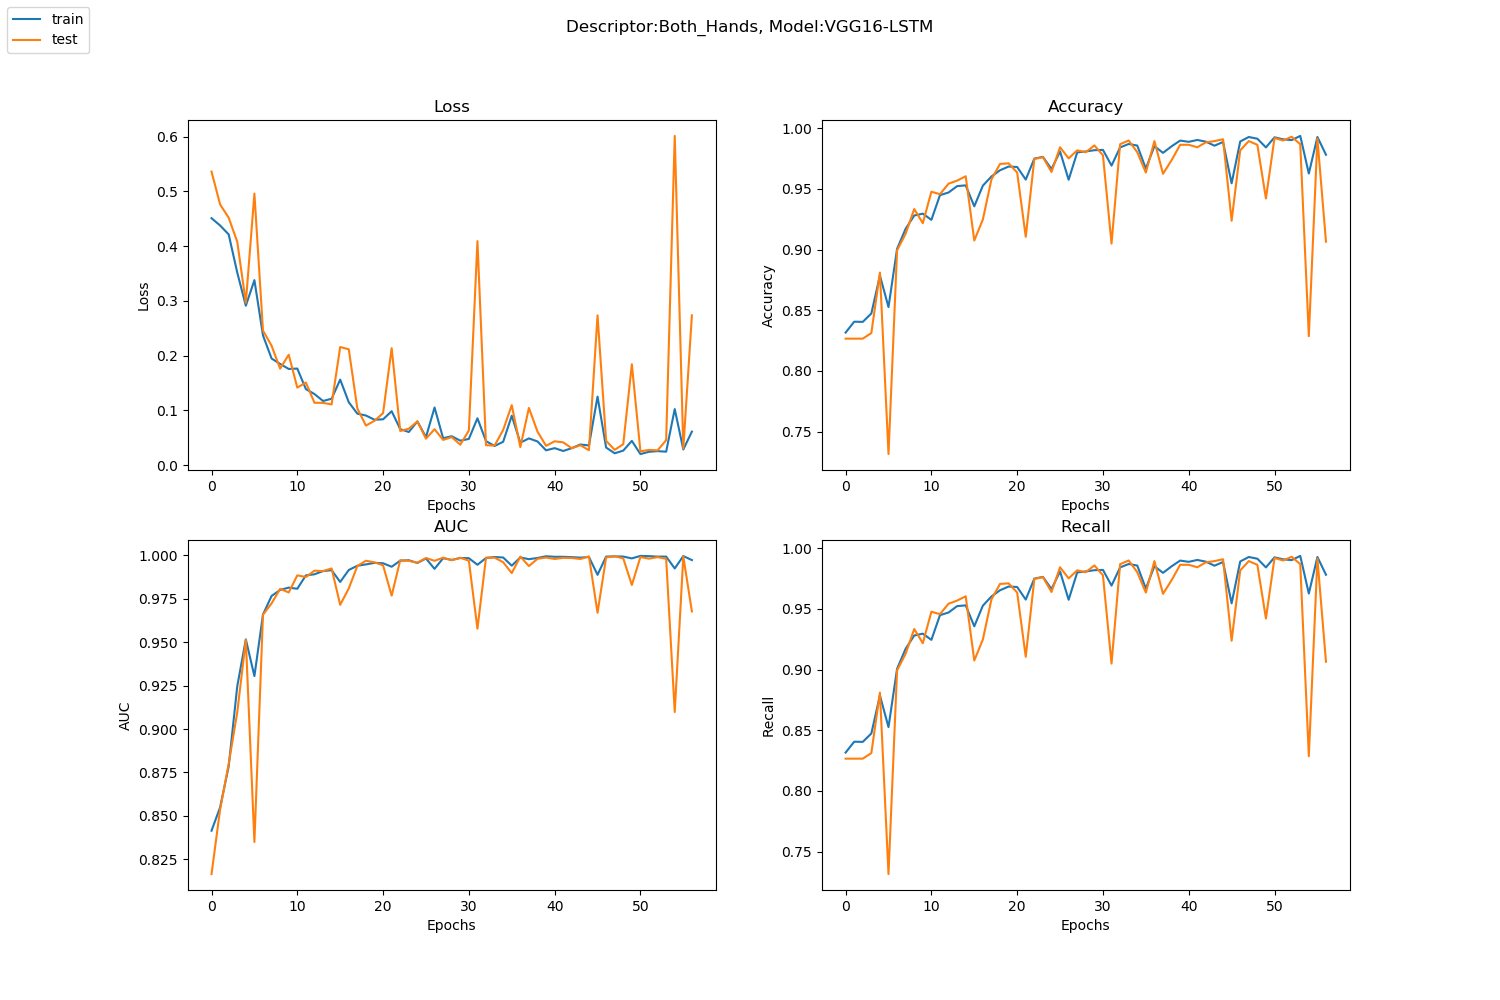 train
test
Descriptor:Both_Hands, Model:VGG16-LSTM
Loss
0.6
0.5
0.4
0.3
0.2
0.1
0.0
Loss
0 10 20 30 40 50
Epochs
Accuracy
1.00
0.95
0.90
0.85
0.80
0.75
Accuracy
0 10 20 30 40 50
Epochs
AUC
1.000
0.975
0.950
0.925
0.900
0.875
0.850
0.825
AUC
0 10 20 30 40 50
Epochs
Recall
1.00
0.95
0.90
0.85
0.80
0.75
Recall
0 10 20 30 40 50
Epochs